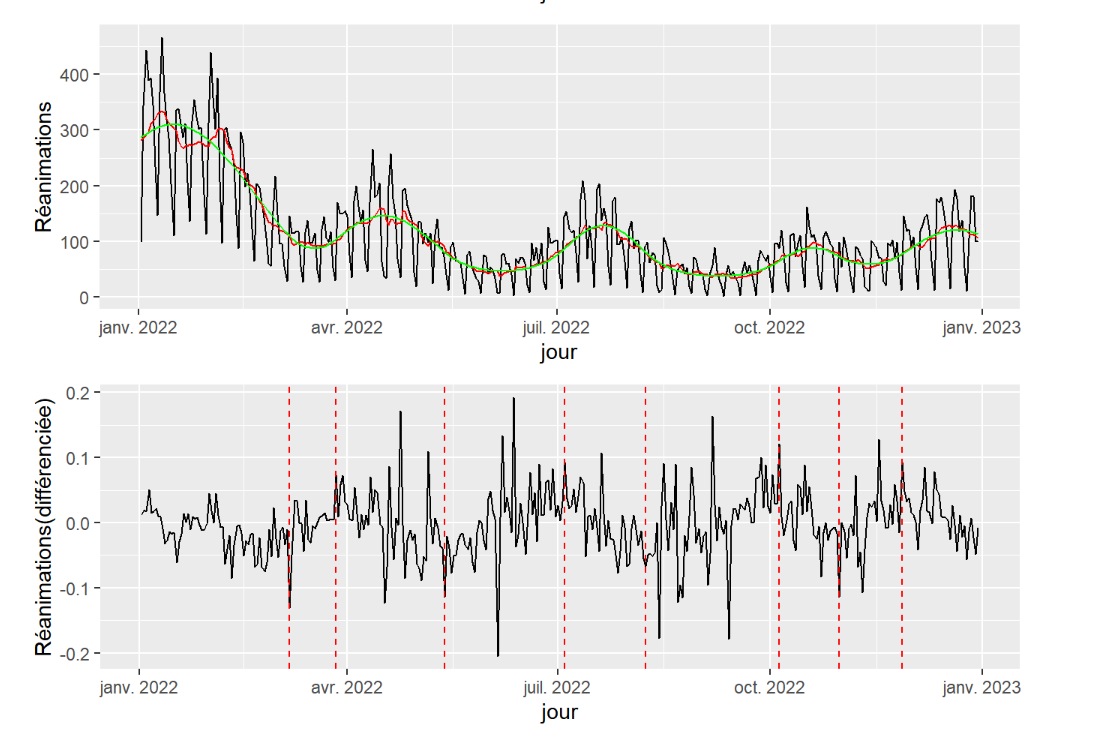 Réanimations
400
300
200
100
0
janv. 2022 avr. 2022 juil. 2022 oct. 2022 janv. 2023
jour
Réanimations(différenciée)
0.2
0.1
0.0
-0.1
-0.2
janv. 2022 avr. 2022 juil. 2022 oct. 2022 janv. 2023
jour